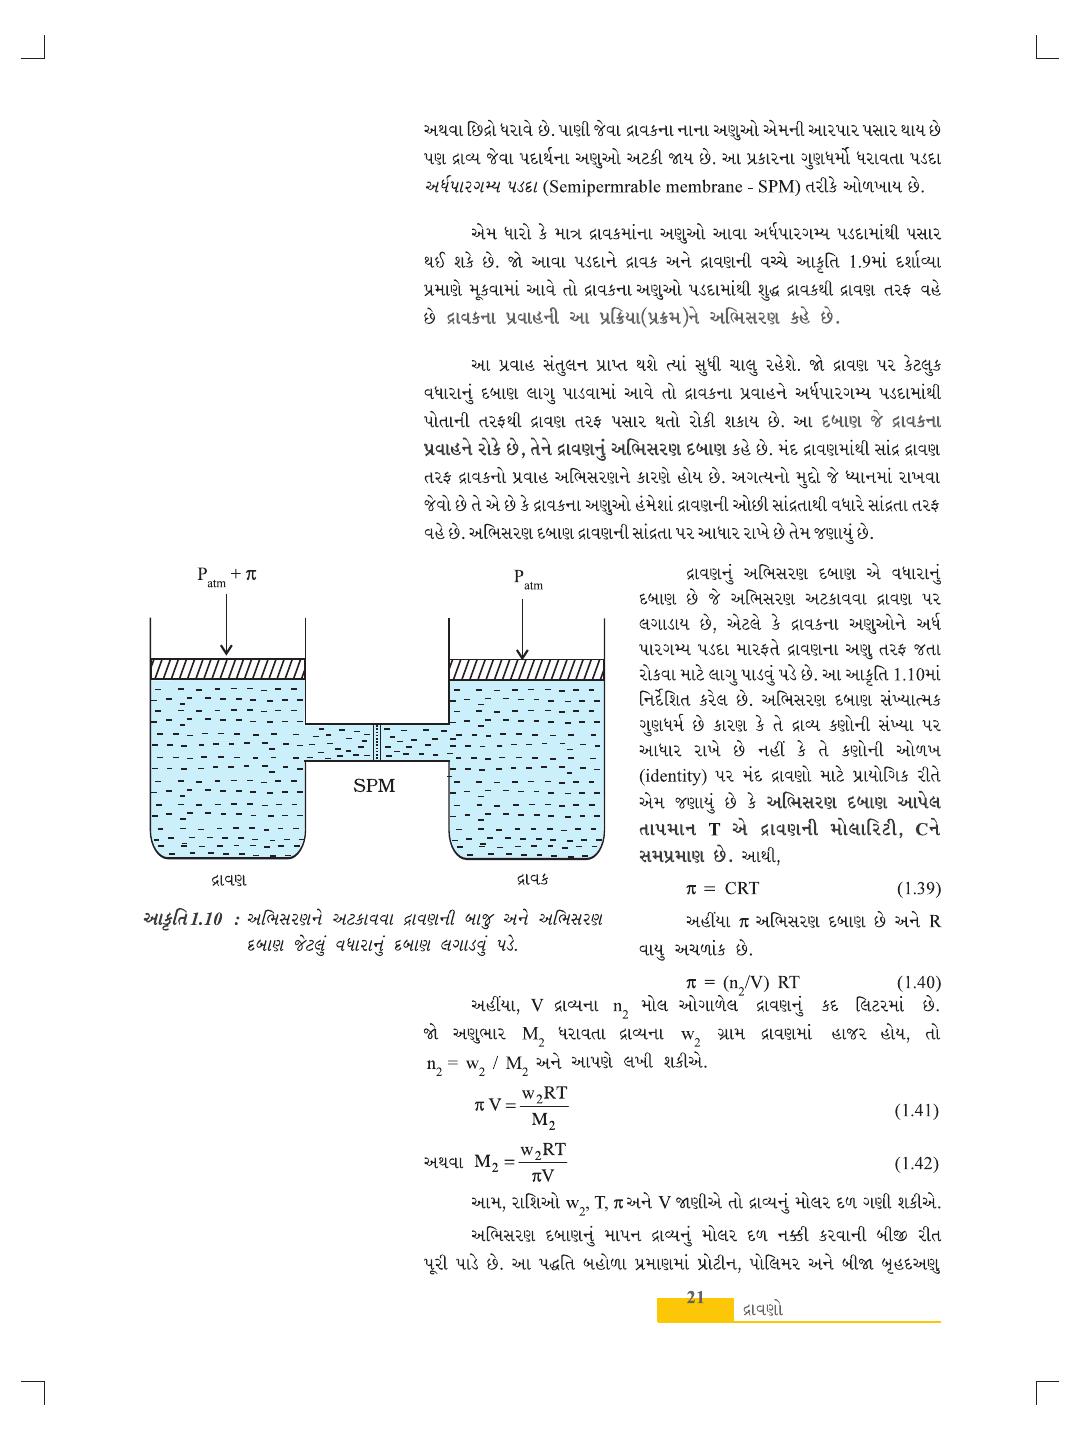 અથવા છિદ્રો ધરાવે છે. પાણી જેવા દ્રાવકના નાના અણુઓ એમની આરપાર પસાર થાય છે
પણ દ્રાવ્ય જેવા પદાર્થના અણુઓ અટકી જાય છે. આ પ્રકારના ગુણધર્મો ધરાવતા પડદા
અર્ધપારગમ્ય પડદા (Semipermrable membrane - SPM) તરીકે ઓળખાય છે.
એમ ધારો કે માત્ર દ્રાવકમાંના અણુઓ આવા અર્ધપારગમ્ય પડદામાંથી પસાર
થઈ શકે છે. જો આવા પડદાને દ્રાવક અને દ્રાવણની વચ્ચે આકૃતિ 1.9માં દર્શાવ્યા
પ્રમાણે મૂકવામાં આવે તો દ્રાવકના અણુઓ પડદામાંથી શુદ્ધ દ્રાવકથી દ્રાવણ તરફ વહે
છે દ્રાવકના પ્રવાહની આ પ્રક્રિયા(પ્રક્રમ)ને અભિસરણ કહે છે.
આ પ્રવાહ સંતુલન પ્રાપ્ત થશે ત્યાં સુધી ચાલુ રહેશે. જો દ્રાવણ પર કેટલુક
વધારાનું દબાણ લાગુ પાડવામાં આવે તો દ્રાવકના પ્રવાહને અર્ધપારગમ્ય પડદામાંથી
પોતાની તરફથી દ્રાવણ તરફ પસાર થતો રોકી શકાય છે. આ દબાણ જે દ્રાવકના
પ્રવાહને રોકે છે, તેને દ્રાવણનું અભિસરણ દબાણ કહે છે. મંદ દ્રાવણમાંથી સાંદ્ર દ્રાવણ
તરફ દ્રાવકનો પ્રવાહ અભિસરણને કારણે હોય છે. અગત્યનો મુદ્દો જે ધ્યાનમાં રાખવા
જેવો છે તે એ છે કે દ્રાવકના અણુઓ હંમેશાં દ્રાવણની ઓછી સાંદ્રતાથી વધારે સાંદ્રતા તરફ
વહે છે. અભિસરણ દબાણ દ્રાવણની સાંદ્રતા પર આધાર રાખે છે તેમ જણાયું છે.
P atm + π
P atm
SPM
દ્રાવણ
દ્રાવક
આકૃતિ 1.10 : અભિસરણને અટકાવવા દ્રાવણની બાજુ અને અભિસરણ
દબાણ જેટલું વધારાનું દબાણ લગાડવું પડે.
દ્રાવણનું અભિસરણ દબાણ એ વધારાનું
દબાણ છે જે અભિસરણ અટકાવવા દ્રાવણ પર
લગાડાય છે, એટલે કે દ્રાવકના અણુઓને અર્ધ
પારગમ્ય પડદા મારફતે દ્રાવણના અણુ તરફ જતા
રોકવા માટે લાગુ પાડવું પડે છે. આ આકૃતિ 1.10માં
નિર્દેશિત કરેલ છે. અભિસરણ દબાણ સંખ્યાત્મક
ગુણધર્મ છે કારણ કે તે દ્રાવ્ય કણોની સંખ્યા પર
આધાર રાખે છે નહીં કે તે કણોની ઓળખ
(identity) પર મંદ દ્રાવણો માટે પ્રાયોગિક રીતે
એમ જણાયું છે કે અભિસરણ દબાણ આપેલ
તાપમાન T એ દ્રાવણની મોલારિટી, Cને
સમપ્રમાણ છે. આથી,
π = CRT (1.39)
અહીંયા π અભિસરણ દબાણ છે અને R
વાયુ અચળાંક છે.
π = (n₂/V) RT (1.40)
અહીંયા, V દ્રાવ્યના n₂ મોલ ઓગાળેલ દ્રાવણનું કદ લિટરમાં છે.
જો અણુભાર M₂ ધરાવતા દ્રાવ્યના w₂ ગ્રામ દ્રાવણમાં હાજર હોય, તો
n₂ = w₂ / M₂ અને આપણે લખી શકીએ.
π V = w₂RT / M₂ (1.41)
અથવા M₂ = w₂RT / πV (1.42)
આમ, રાશિઓ w₂, T, π અને V જાણીએ તો દ્રાવ્યનું મોલર દળ ગણી શકીએ.
અભિસરણ દબાણનું માપન દ્રાવ્યનું મોલર દળ નક્કી કરવાની બીજી રીત
પૂરી પાડે છે. આ પદ્ધતિ બહોળા પ્રમાણમાં પ્રોટીન, પોલિમર અને બીજા બૃહદઅણુ
21 દ્રાવણો